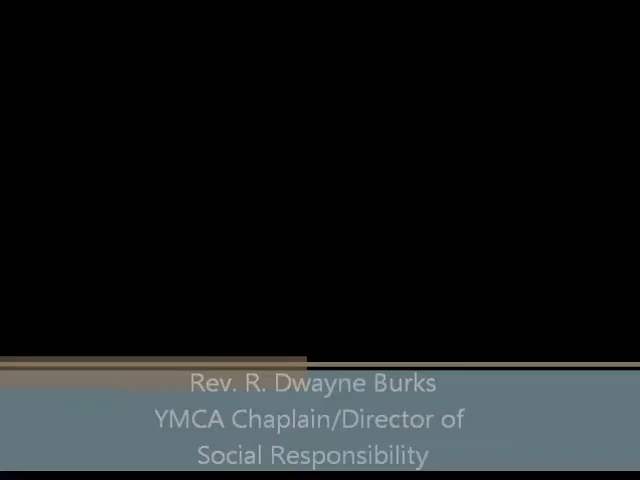 Rev. R. Dwayne Burks
YMCA Chaplain/Director of
Social Responsibility